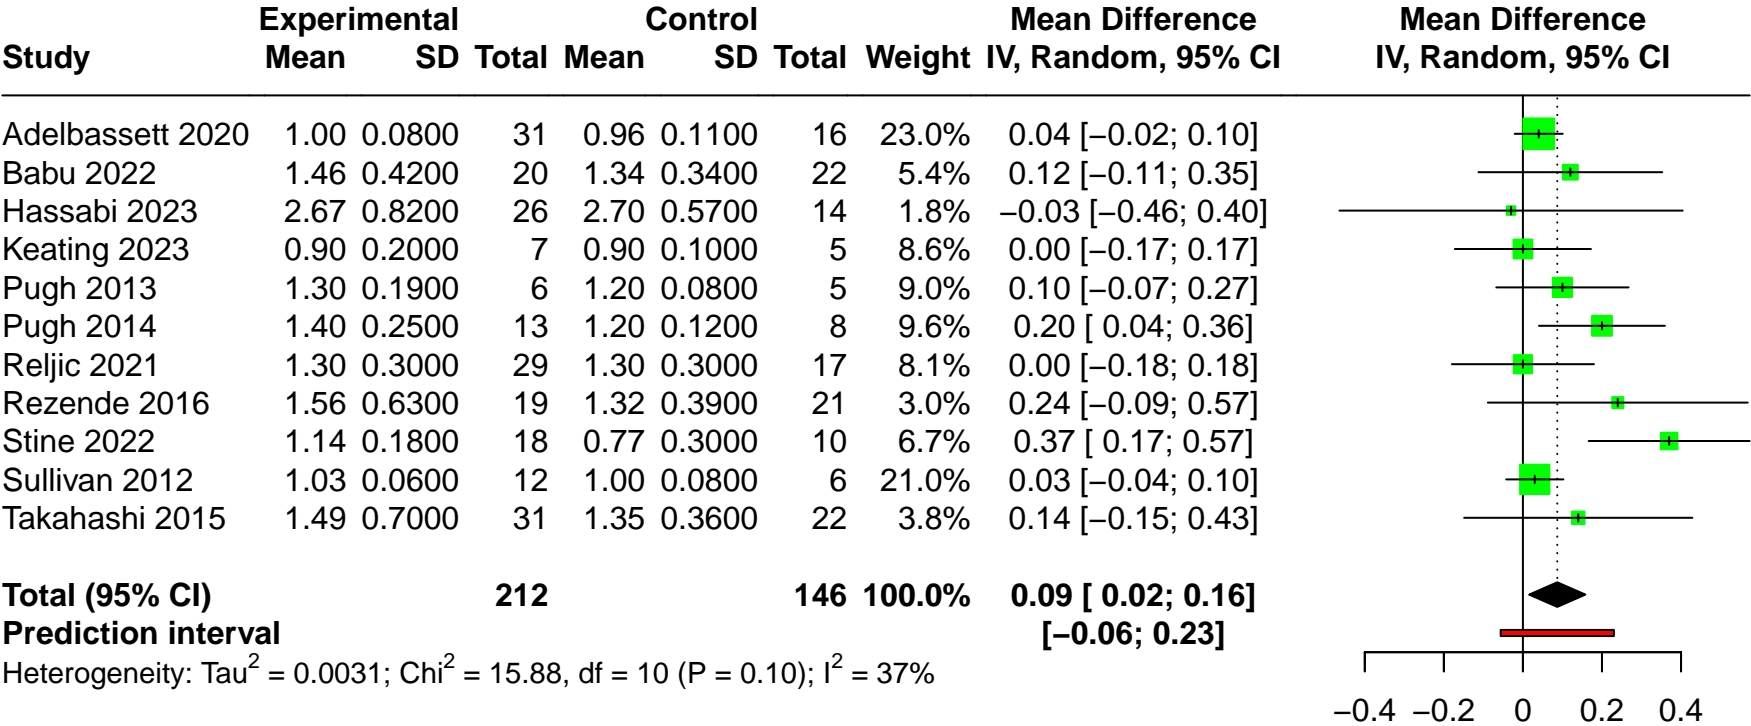 Experimental Control Mean Difference Mean Difference
Study Mean SD Total Mean SD Total Weight IV, Random, 95% CI IV, Random, 95% CI
Adelbassett 2020 1.00 0.0800 31 0.96 0.1100 16 23.0% 0.04 [−0.02; 0.10]
Babu 2022 1.46 0.4200 20 1.34 0.3400 22 5.4% 0.12 [−0.11; 0.35]
Hassabi 2023 2.67 0.8200 26 2.70 0.5700 14 1.8% −0.03 [−0.46; 0.40]
Keating 2023 0.90 0.2000 7 0.90 0.1000 5 8.6% 0.00 [−0.17; 0.17]
Pugh 2013 1.30 0.1900 6 1.20 0.0800 5 9.0% 0.10 [−0.07; 0.27]
Pugh 2014 1.40 0.2500 13 1.20 0.1200 8 9.6% 0.20 [ 0.04; 0.36]
Reljic 2021 1.30 0.3000 29 1.30 0.3000 17 8.1% 0.00 [−0.18; 0.18]
Rezende 2016 1.56 0.6300 19 1.32 0.3900 21 3.0% 0.24 [−0.09; 0.57]
Stine 2022 1.14 0.1800 18 0.77 0.3000 10 6.7% 0.37 [ 0.17; 0.57]
Sullivan 2012 1.03 0.0600 12 1.00 0.0800 6 21.0% 0.03 [−0.04; 0.10]
Takahashi 2015 1.49 0.7000 31 1.35 0.3600 22 3.8% 0.14 [−0.15; 0.43]
Total (95% CI) 212 146 100.0% 0.09 [ 0.02; 0.16]
Prediction interval [−0.06; 0.23]
Heterogeneity: Tau² = 0.0031; Chi² = 15.88, df = 10 (P = 0.10); I² = 37%
−0.4 −0.2 0 0.2 0.4